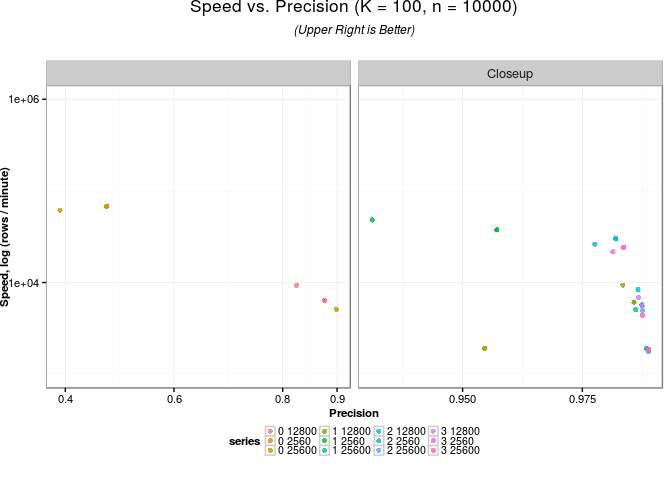 Speed vs. Precision (K = 100, n = 10000)
(Upper Right is Better)
Closeup
1e+06
1e+04
Speed, log (rows / minute)
0.4 0.6 0.8 0.9 0.950 0.975
Precision
series
0 12800 1 12800 2 12800 3 12800
0 2560 1 2560 2 2560 3 2560
0 25600 1 25600 2 25600 3 25600